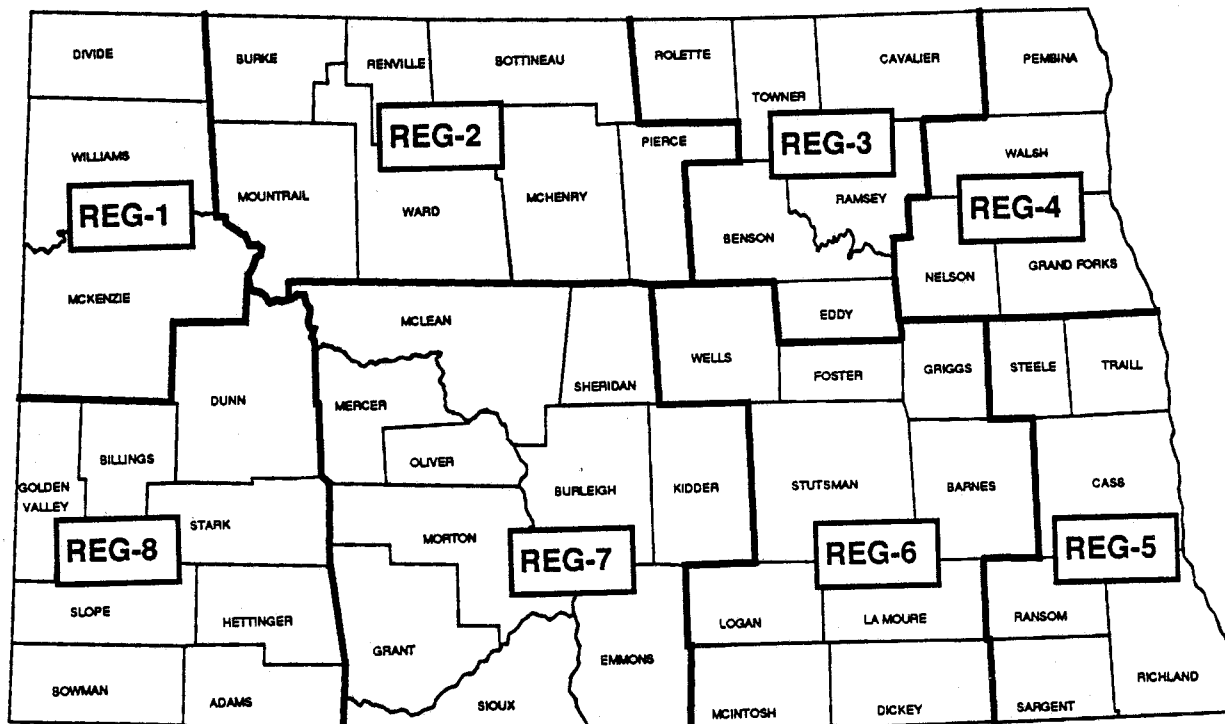 DIVIDE
BURKE
RENVILLE
BOTTINEAU
ROLETTE
CAVALIER
PEMBINA
TOWNER
WILLIAMS
REG-2
PIERCE
REG-3
WALSH
REG-1
MOUNTRAIL
WARD
MCHENRY
RAMSEY
REG-4
BENSON
MCKENZIE
NELSON
GRAND FORKS
MCLEAN
EDDY
WELLS
DUNN
MERCER
SHERIDAN
FOSTER
GRIGGS
STEELE
TRAILL
BILLINGS
OLIVER
GOLDEN
VALLEY
BURLEIGH
KIDDER
STUTSMAN
BARNES
CASS
STARK
MORTON
REG-8
REG-7
REG-6
REG-5
SLOPE
HETTINGER
LOGAN
LA MOURE
RANSOM
GRANT
EMMONS
RICHLAND
BOWMAN
ADAMS
SIOUX
MCINTOSH
DICKEY
SARGENT